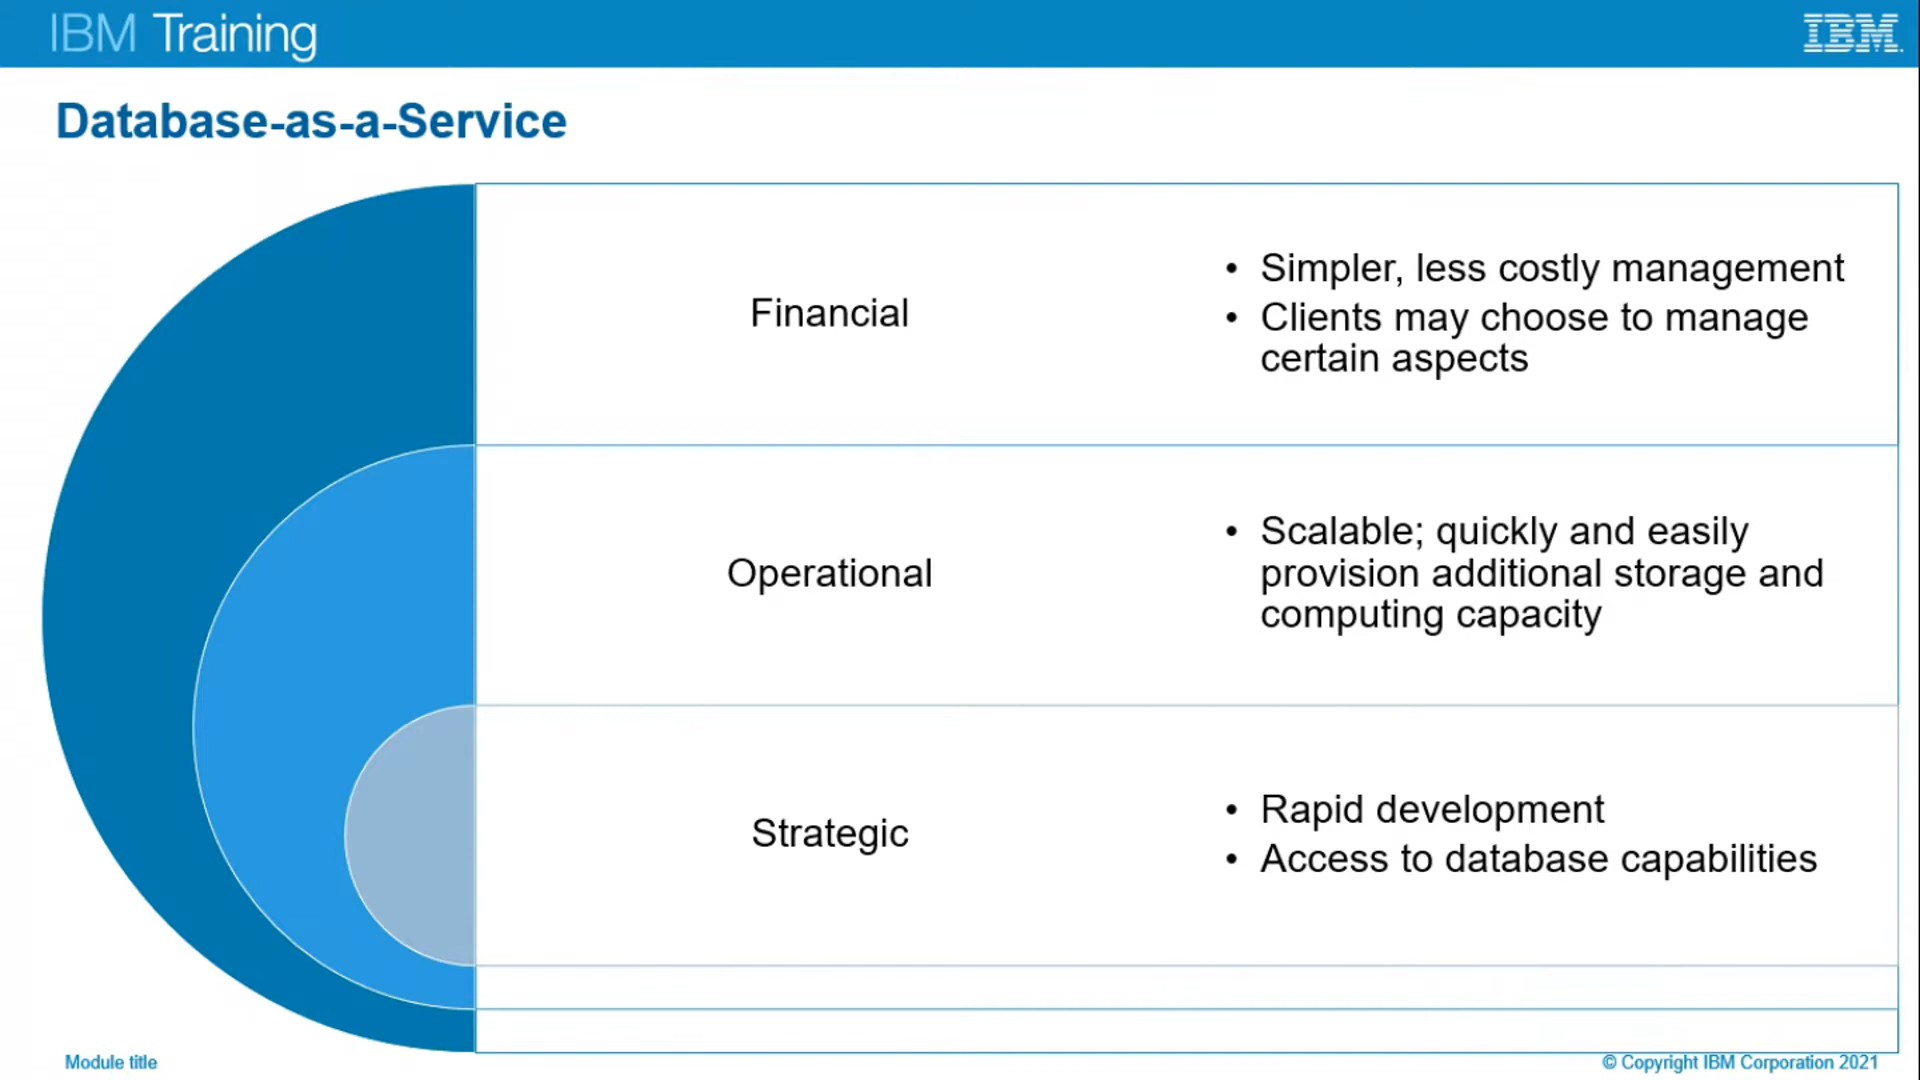 IBM Training
IBM
Database-as-a-Service
Financial
• Simpler, less costly management
• Clients may choose to manage
certain aspects
Operational
• Scalable; quickly and easily
provision additional storage and
computing capacity
Strategic
• Rapid development
• Access to database capabilities
Module title
© Copyright IBM Corporation 2021